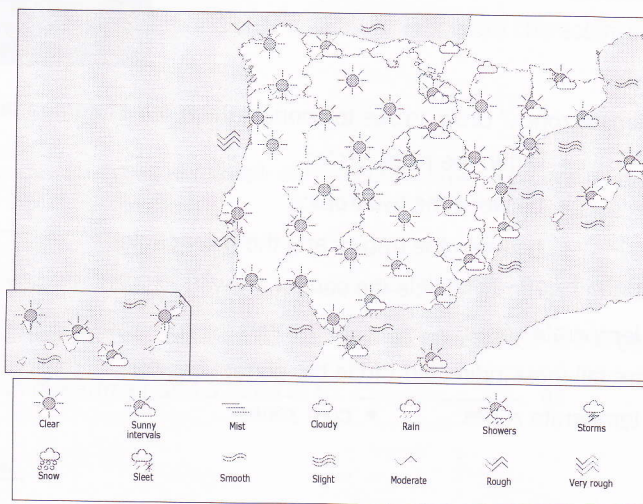 Clear
Sunny
intervals
Mist
Cloudy
Rain
Showers
Storms
Snow
Sleet
Smooth
Slight
Moderate
Rough
Very rough